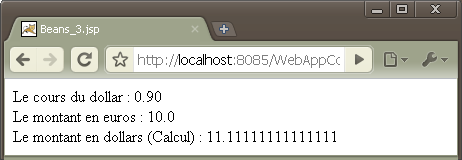 Beans_3.jsp
http://localhost:8085/WebAppCo
Le cours du dollar : 0.90
Le montant en euros : 10.0
Le montant en dollars (Calcul) : 11.11111111111111